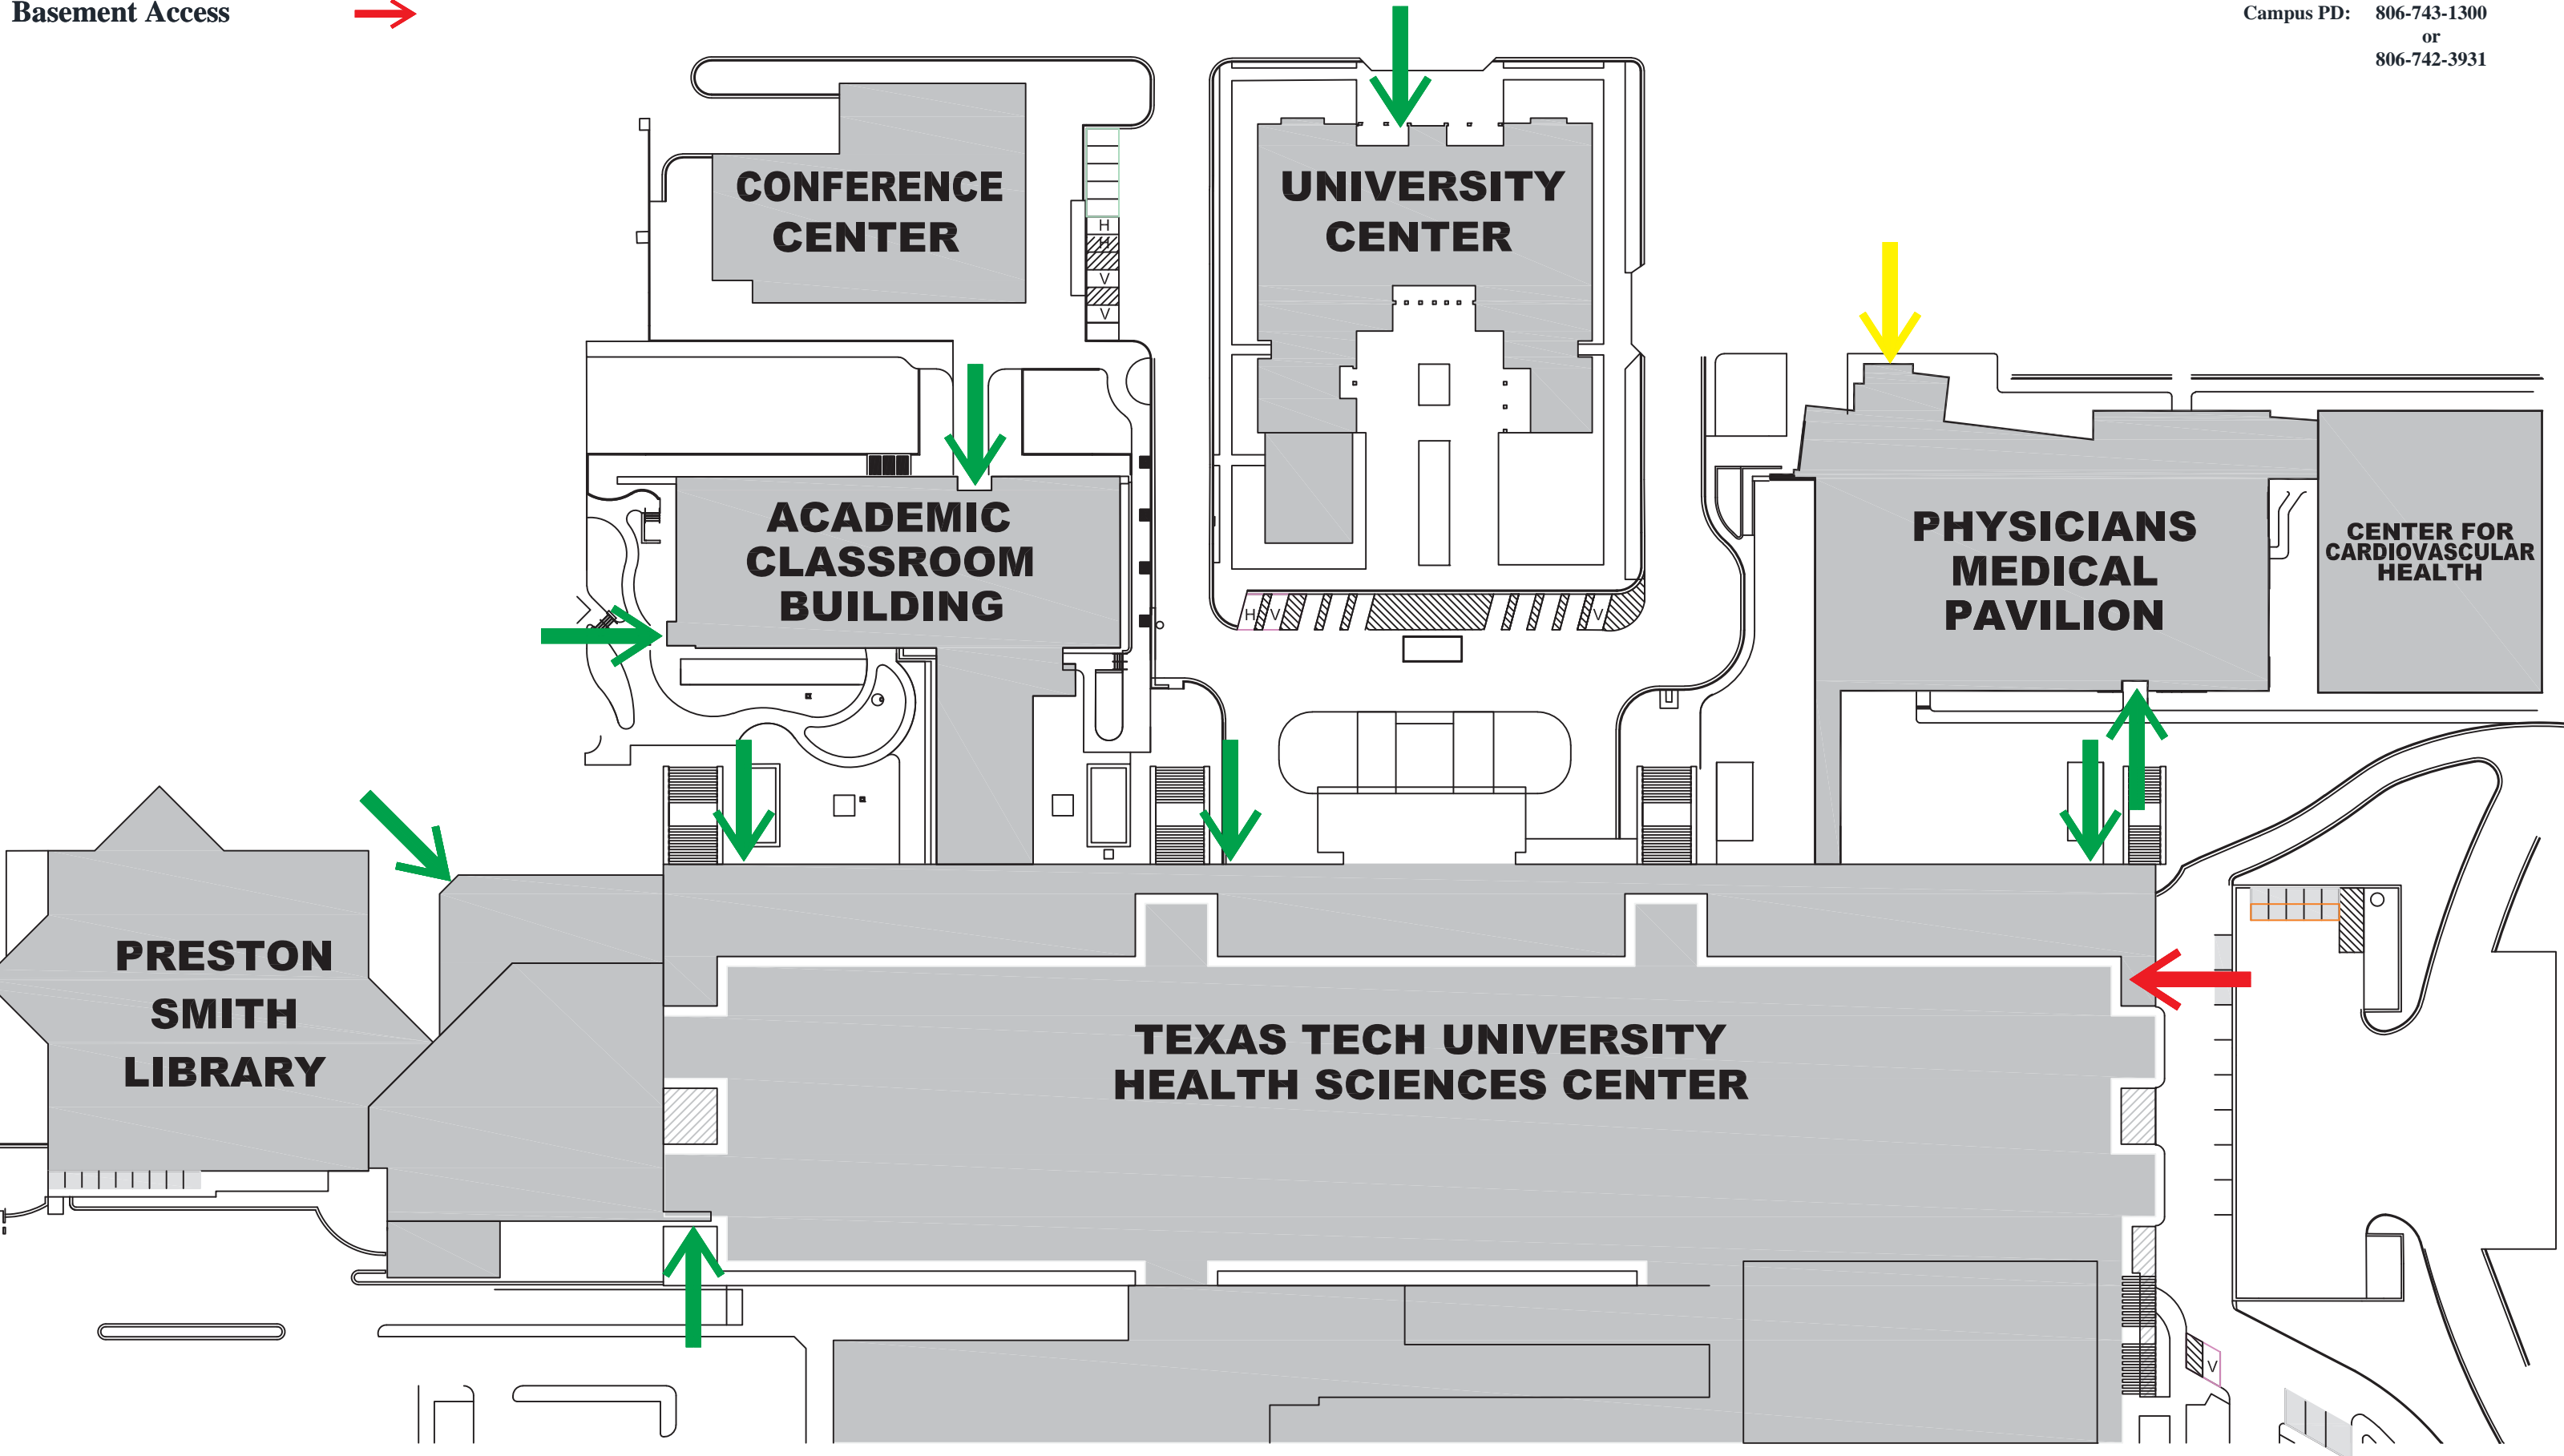 Basement Access
Campus PD: 806-743-1300
or
806-742-3931
CONFERENCE
CENTER
UNIVERSITY
CENTER
H
H
V
V
ACADEMIC
CLASSROOM
BUILDING
PHYSICIANS
MEDICAL
PAVILION
CENTER FOR
CARDIOVASCULAR
HEALTH
H V V
PRESTON
SMITH
LIBRARY
TEXAS TECH UNIVERSITY
HEALTH SCIENCES CENTER
V